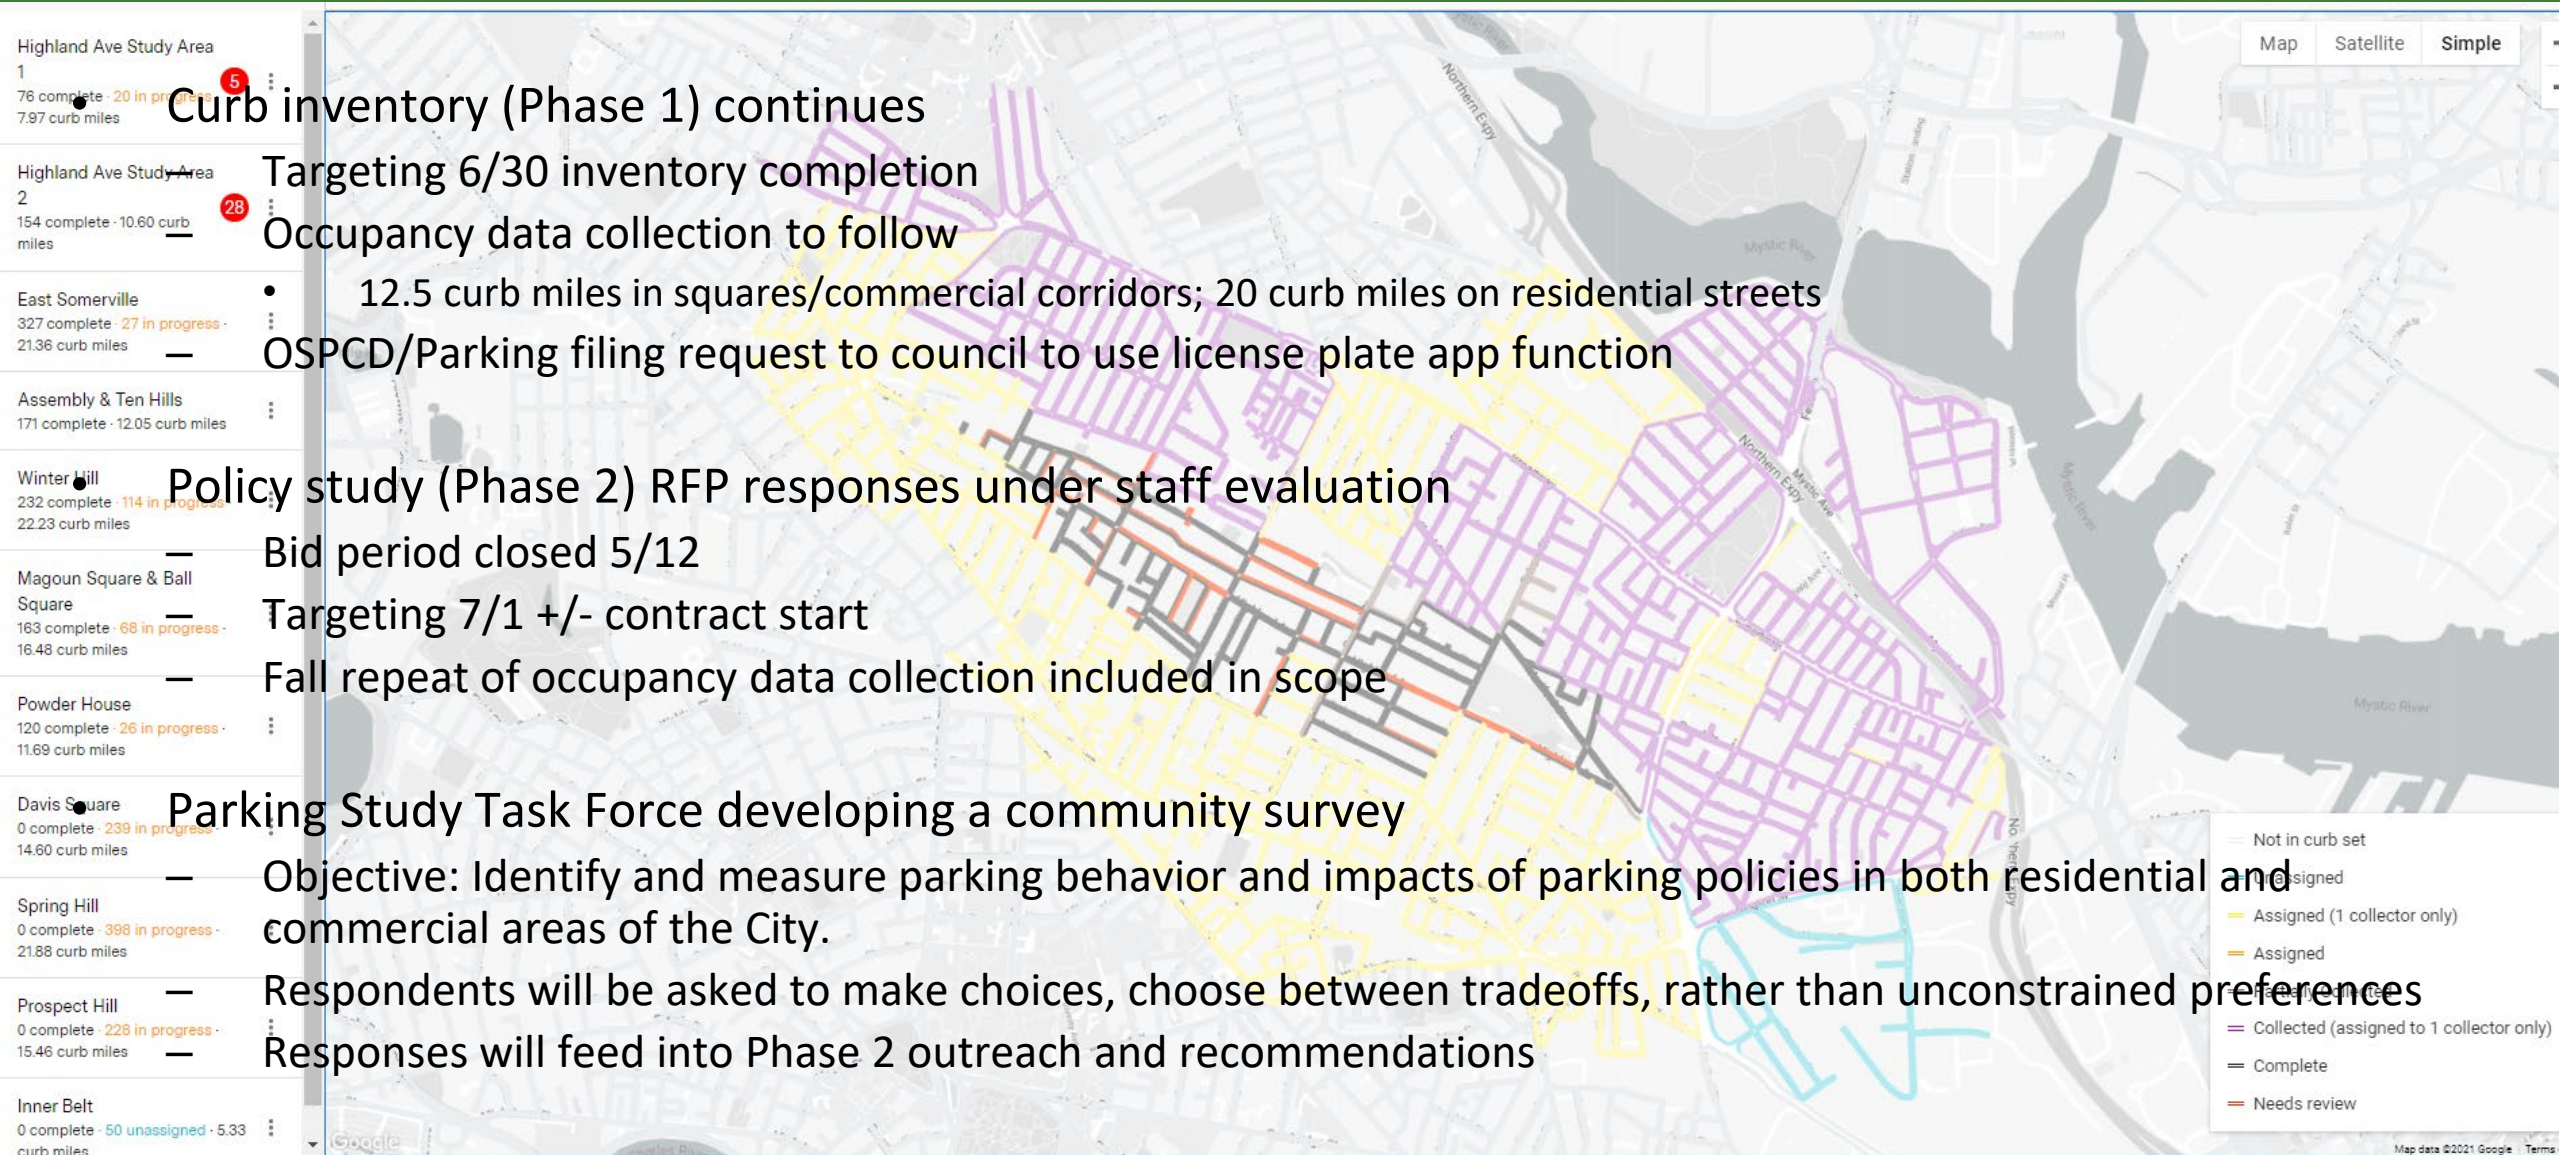 Highland Ave Study Area
1
76 complete · 20 in progress
7.97 curb miles
5
Highland Ave Study Area
2
154 complete · 10.60 curb
miles
28
East Somerville
327 complete · 27 in progress ·
21.36 curb miles
Assembly & Ten Hills
171 complete · 12.05 curb miles
Winter Hill
232 complete · 114 in progress ·
22.23 curb miles
Magoun Square & Ball
Square
163 complete · 68 in progress ·
16.48 curb miles
Powder House
120 complete · 26 in progress ·
11.69 curb miles
Davis Square
0 complete · 239 in progress ·
14.60 curb miles
Spring Hill
0 complete · 398 in progress ·
21.88 curb miles
Prospect Hill
0 complete · 228 in progress ·
15.46 curb miles
Inner Belt
0 complete · 50 unassigned · 5.33
curb miles
• Curb inventory (Phase 1) continues
– Targeting 6/30 inventory completion
– Occupancy data collection to follow
• 12.5 curb miles in squares/commercial corridors; 20 curb miles on residential streets
– OSPCD/Parking filing request to council to use license plate app function
• Policy study (Phase 2) RFP responses under staff evaluation
– Bid period closed 5/12
– Targeting 7/1 +/- contract start
– Fall repeat of occupancy data collection included in scope
• Parking Study Task Force developing a community survey
– Objective: Identify and measure parking behavior and impacts of parking policies in both residential and
commercial areas of the City.
– Respondents will be asked to make choices, choose between tradeoffs, rather than unconstrained preferences
– Responses will feed into Phase 2 outreach and recommendations
Map Satellite Simple
Northern Expy
Mystic River
Northern Expy
Mystic Ave
Mystic River
Mystic River
Not in curb set
Unassigned
Assigned (1 collector only)
Assigned
Partially Collected
Collected (assigned to 1 collector only)
Complete
Needs review
Google
Map data ©2021 Google Terms